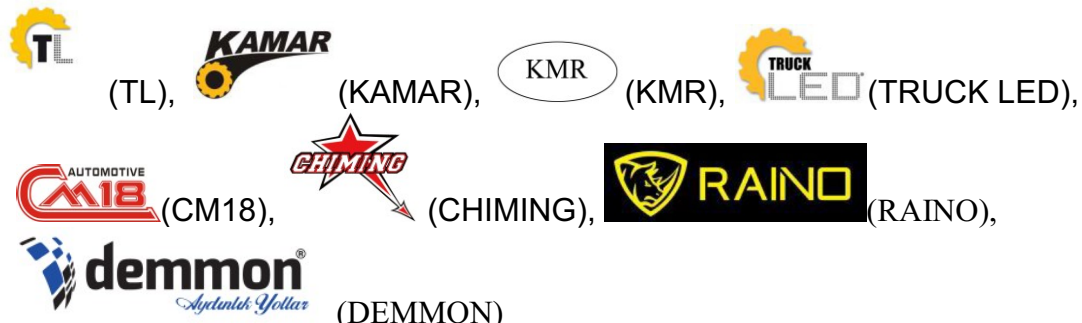 TL (TL), KAMAR (KAMAR), KMR (KMR), TRUCK LED (TRUCK LED),
AUTOMOTIVE CM18 (CM18), CHIMING (CHIMING), RAINO (RAINO),
demmon® Aydınlık Yollar (DEMMON)